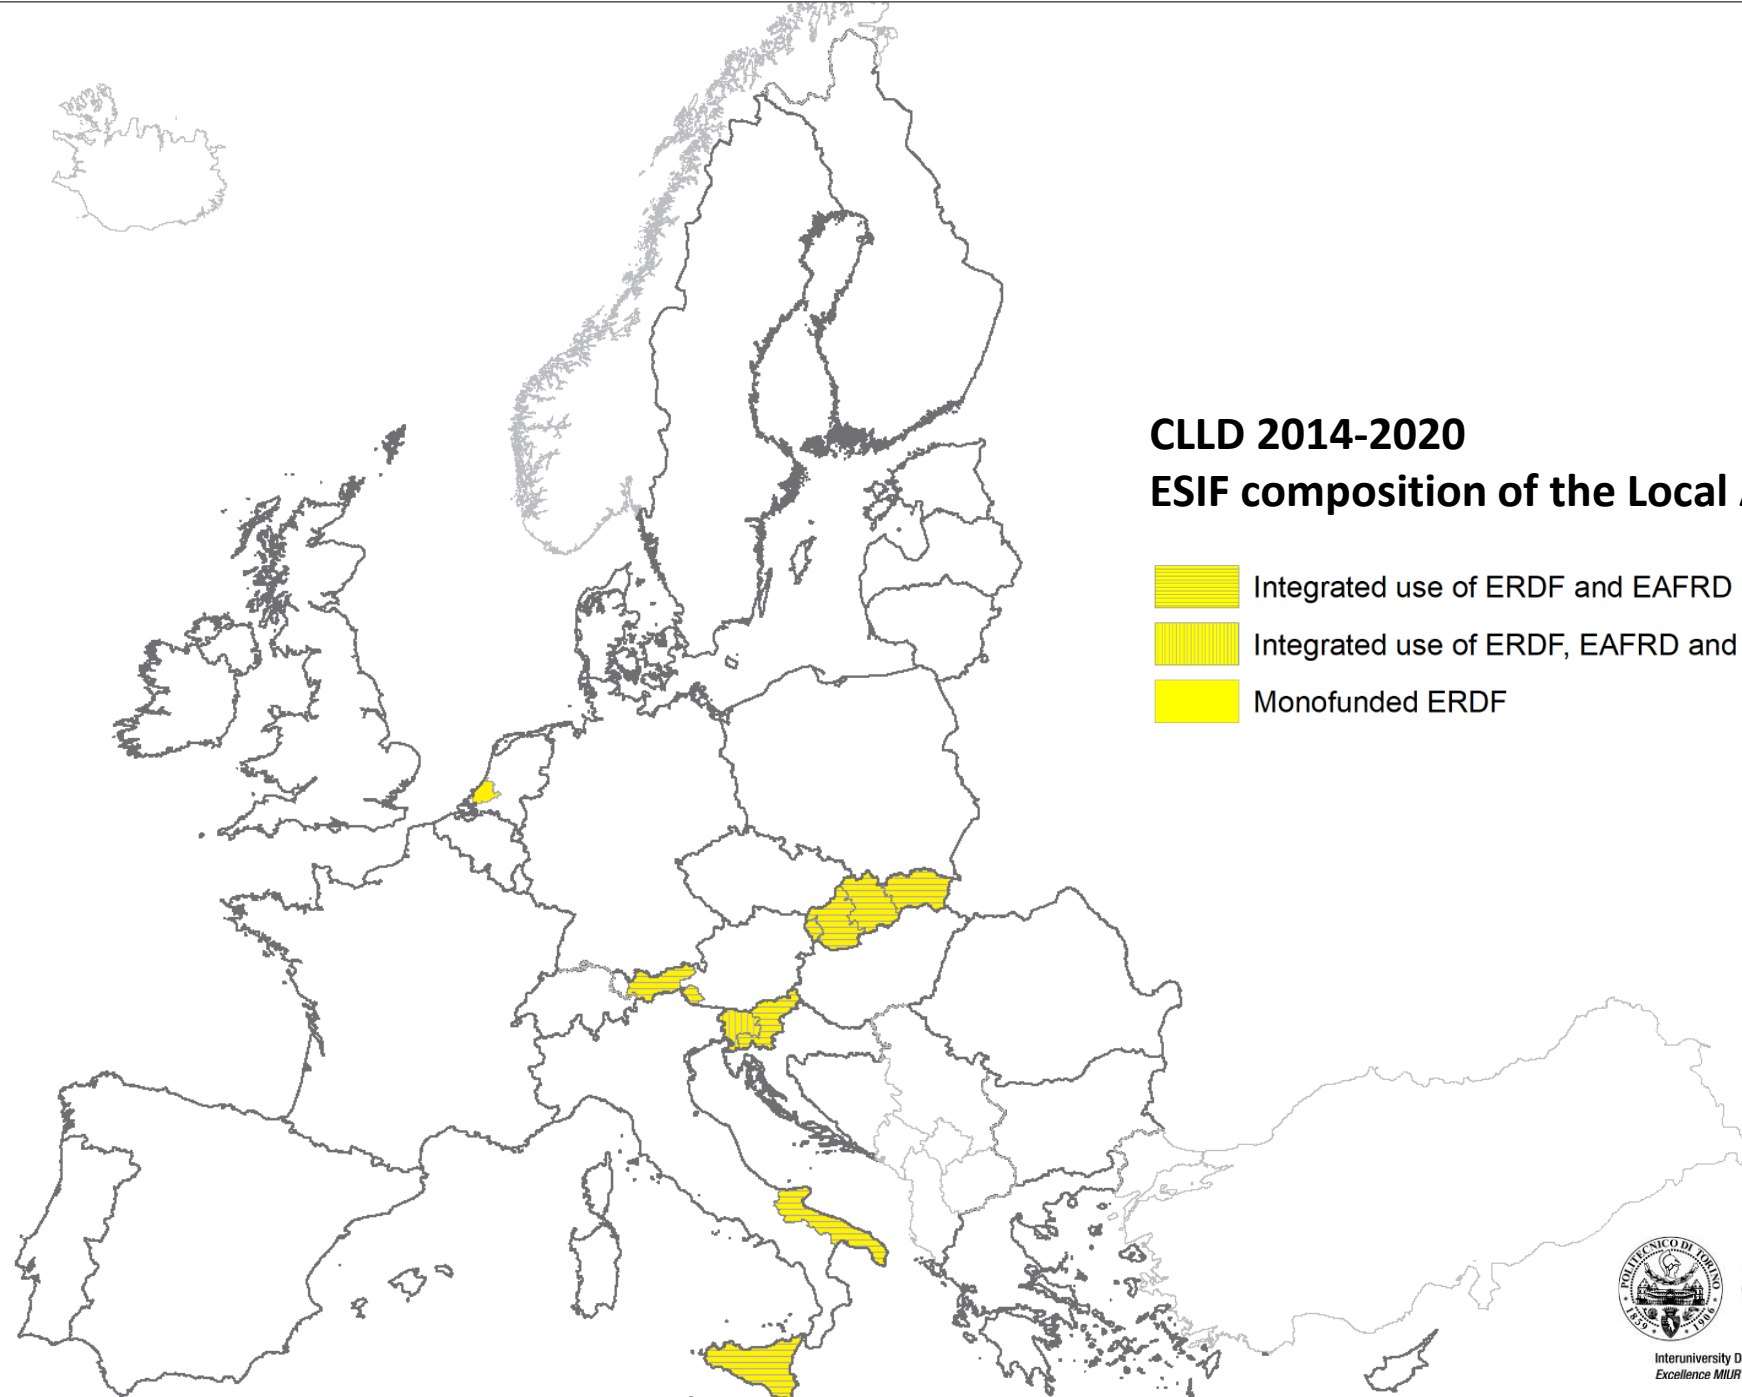 CLLD 2014-2020
ESIF composition of the Local
Integrated use of ERDF and EAFRD
Integrated use of ERDF, EAFRD and
Monofunded ERDF
POLITECNICO DI TORINO
1859 1906
Interuniversity D
Excellence MIUR